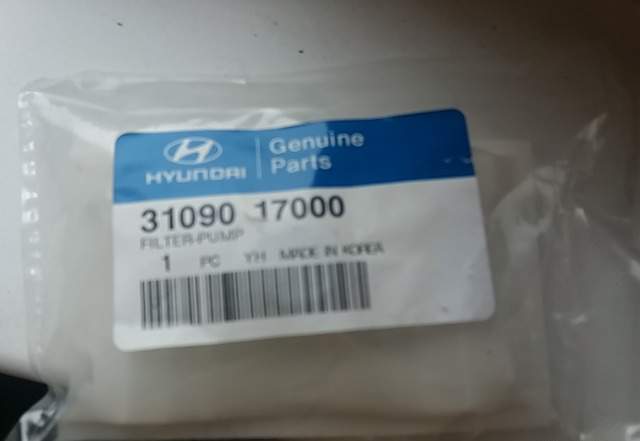 HYUNDAI
Genuine
Parts
31090 17000
FILTER-PUMP
1 PC YH MADE IN KOREA